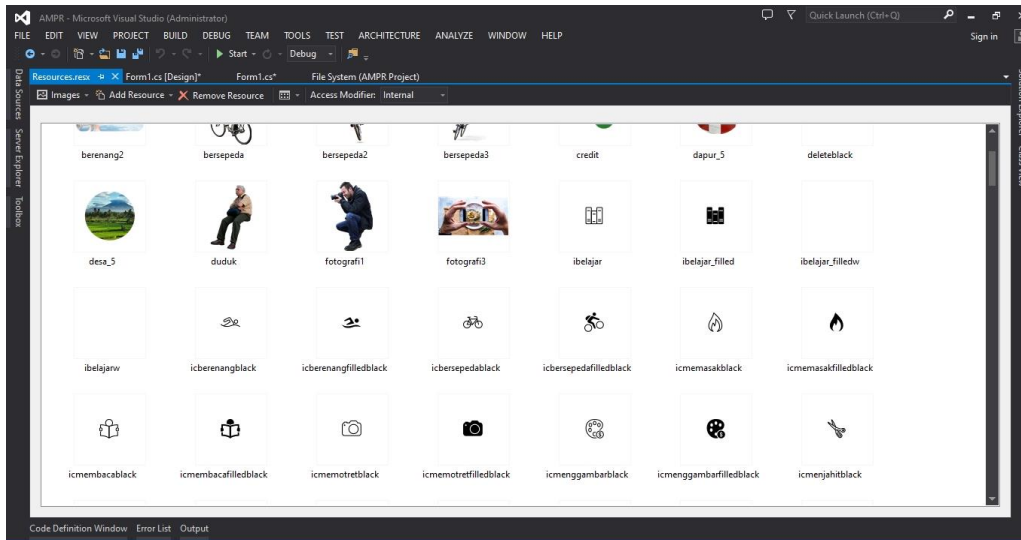 AMPR - Microsoft Visual Studio (Administrator)
Quick Launch (Ctrl+Q)
FILE EDIT VIEW PROJECT BUILD DEBUG TEAM TOOLS TEST ARCHITECTURE ANALYZE WINDOW HELP
Sign in
Start Debug
Resources.resx Form1.cs [Design]* Form1.cs* File System (AMPR Project)
Images Add Resource Remove Resource Access Modifier: Internal
Data Sources
Server Explorer
Toolbox
berenang2 bersepeda bersepeda2 bersepeda3 credit dapur_5 deleteblack
desa_5 duduk fotografi1 fotografi3 ibelajar ibelajar_filled ibelajar_filledw
ibelajarw icberenangblack icberenangfilledblack icbersepedablack icbersepedafilledblack icmemasakblack icmemasakfilledblack
icmembacablack icmembacafilledblack icmemotretblack icmemotretfilledblack icmenggambarblack icmenggambarfilledblack icmenjahitblack
Code Definition Window Error List Output